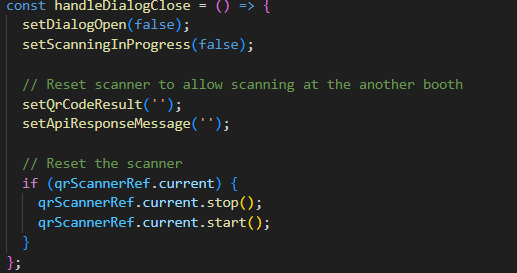 const handleDialogClose = () => {
setDialogOpen(false);
setScanningInProgress(false);
// Reset scanner to allow scanning at the another booth
setQrCodeResult('');
setApiResponseMessage('');
// Reset the scanner
if (qrScannerRef.current) {
qrScannerRef.current.stop();
qrScannerRef.current.start();
}
};